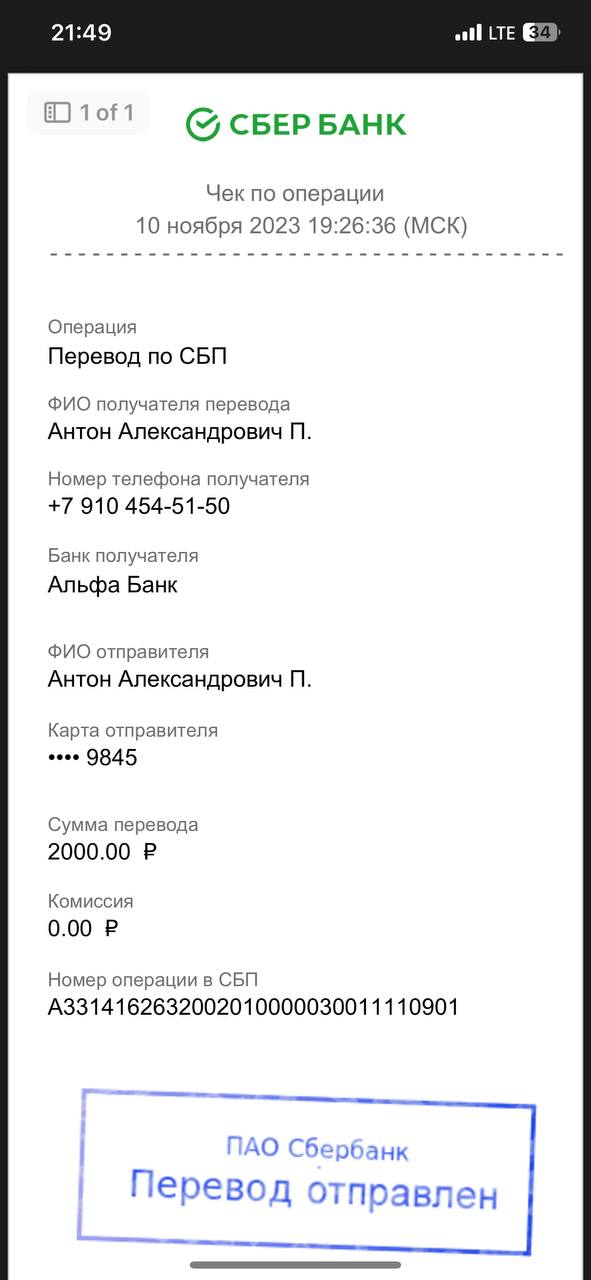 21:49
LTE 34
1 of 1
СБЕР БАНК
Чек по операции
10 ноября 2023 19:26:36 (МСК)
Операция
Перевод по СБП
ФИО получателя перевода
Антон Александрович П.
Номер телефона получателя
+7 910 454-51-50
Банк получателя
Альфа Банк
ФИО отправителя
Антон Александрович П.
Карта отправителя
•••• 9845
Сумма перевода
2000.00 ₽
Комиссия
0.00 ₽
Номер операции в СБП
A3314162632002010000030011110901
ПАО Сбербанк
Перевод отправлен